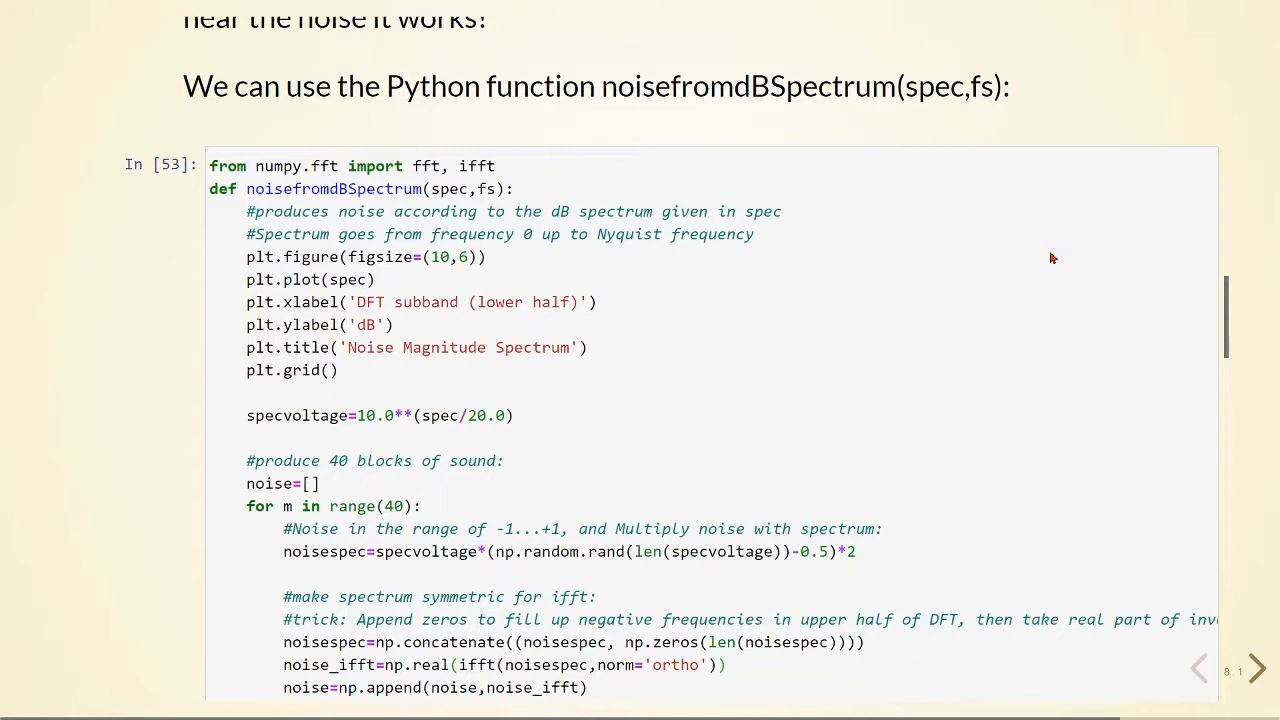 near the noise it works!
We can use the Python function noisefromdBSpectrum(spec,fs):
In [53]:
from numpy.fft import fft, ifft
def noisefromdBSpectrum(spec,fs):
    #produces noise according to the dB spectrum given in spec
    #Spectrum goes from frequency 0 up to Nyquist frequency
    plt.figure(figsize=(10,6))
    plt.plot(spec)
    plt.xlabel('DFT subband (lower half)')
    plt.ylabel('dB')
    plt.title('Noise Magnitude Spectrum')
    plt.grid()
    specvoltage=10.0**(spec/20.0)
    #produce 40 blocks of sound:
    noise=[]
    for m in range(40):
        #Noise in the range of -1...+1, and Multiply noise with spectrum:
        noisespec=specvoltage*(np.random.rand(len(specvoltage))-0.5)*2
        #make spectrum symmetric for ifft:
        #trick: Append zeros to fill up negative frequencies in upper half of DFT, then take real part of inv
        noisespec=np.concatenate((noisespec, np.zeros(len(noisespec))))
        noise_ifft=np.real(ifft(noisespec,norm='ortho'))
        noise=np.append(noise,noise_ifft)
8.1